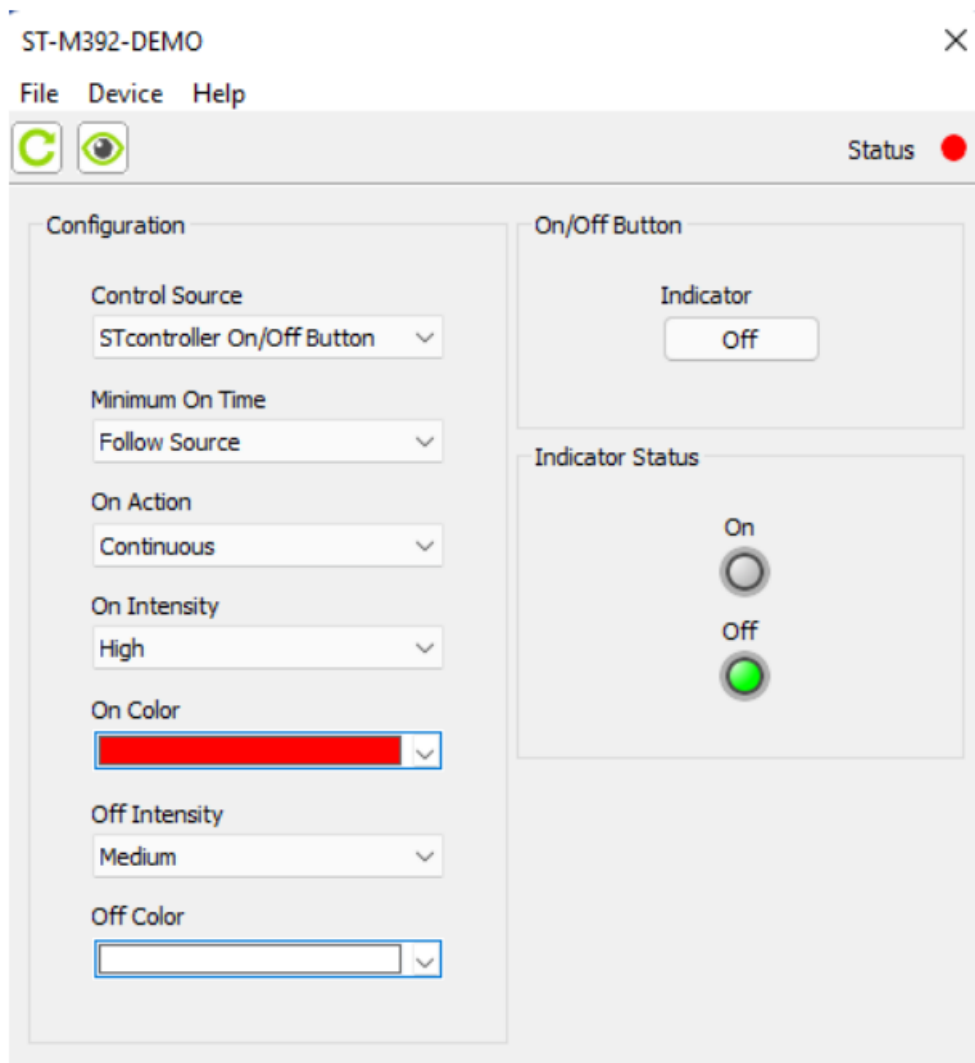 ST-M392-DEMO
File Device Help
Status
Configuration
Control Source
STcontroller On/Off Button
Minimum On Time
Follow Source
On Action
Continuous
On Intensity
High
On Color
Off Intensity
Medium
Off Color
On/Off Button
Indicator
Off
Indicator Status
On
Off